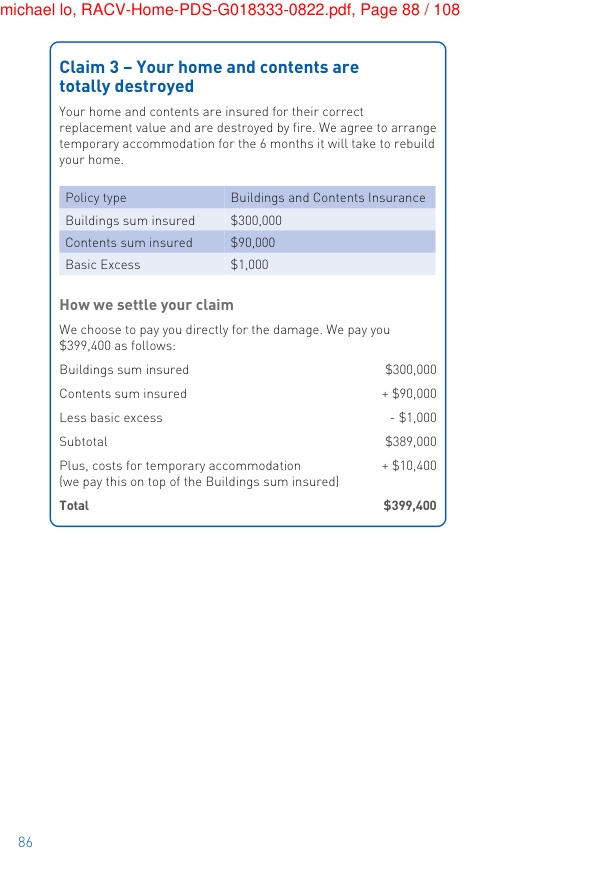 michael lo, RACV-Home-PDS-G018333-0822.pdf, Page 88 / 108
Claim 3 – Your home and contents are
totally destroyed
Your home and contents are insured for their correct
replacement value and are destroyed by fire. We agree to arrange
temporary accommodation for the 6 months it will take to rebuild
your home.
Policy type Buildings and Contents Insurance
Buildings sum insured $300,000
Contents sum insured $90,000
Basic Excess $1,000
How we settle your claim
We choose to pay you directly for the damage. We pay you
$399,400 as follows:
Buildings sum insured $300,000
Contents sum insured + $90,000
Less basic excess - $1,000
Subtotal $389,000
Plus, costs for temporary accommodation + $10,400
(we pay this on top of the Buildings sum insured)
Total $399,400
86